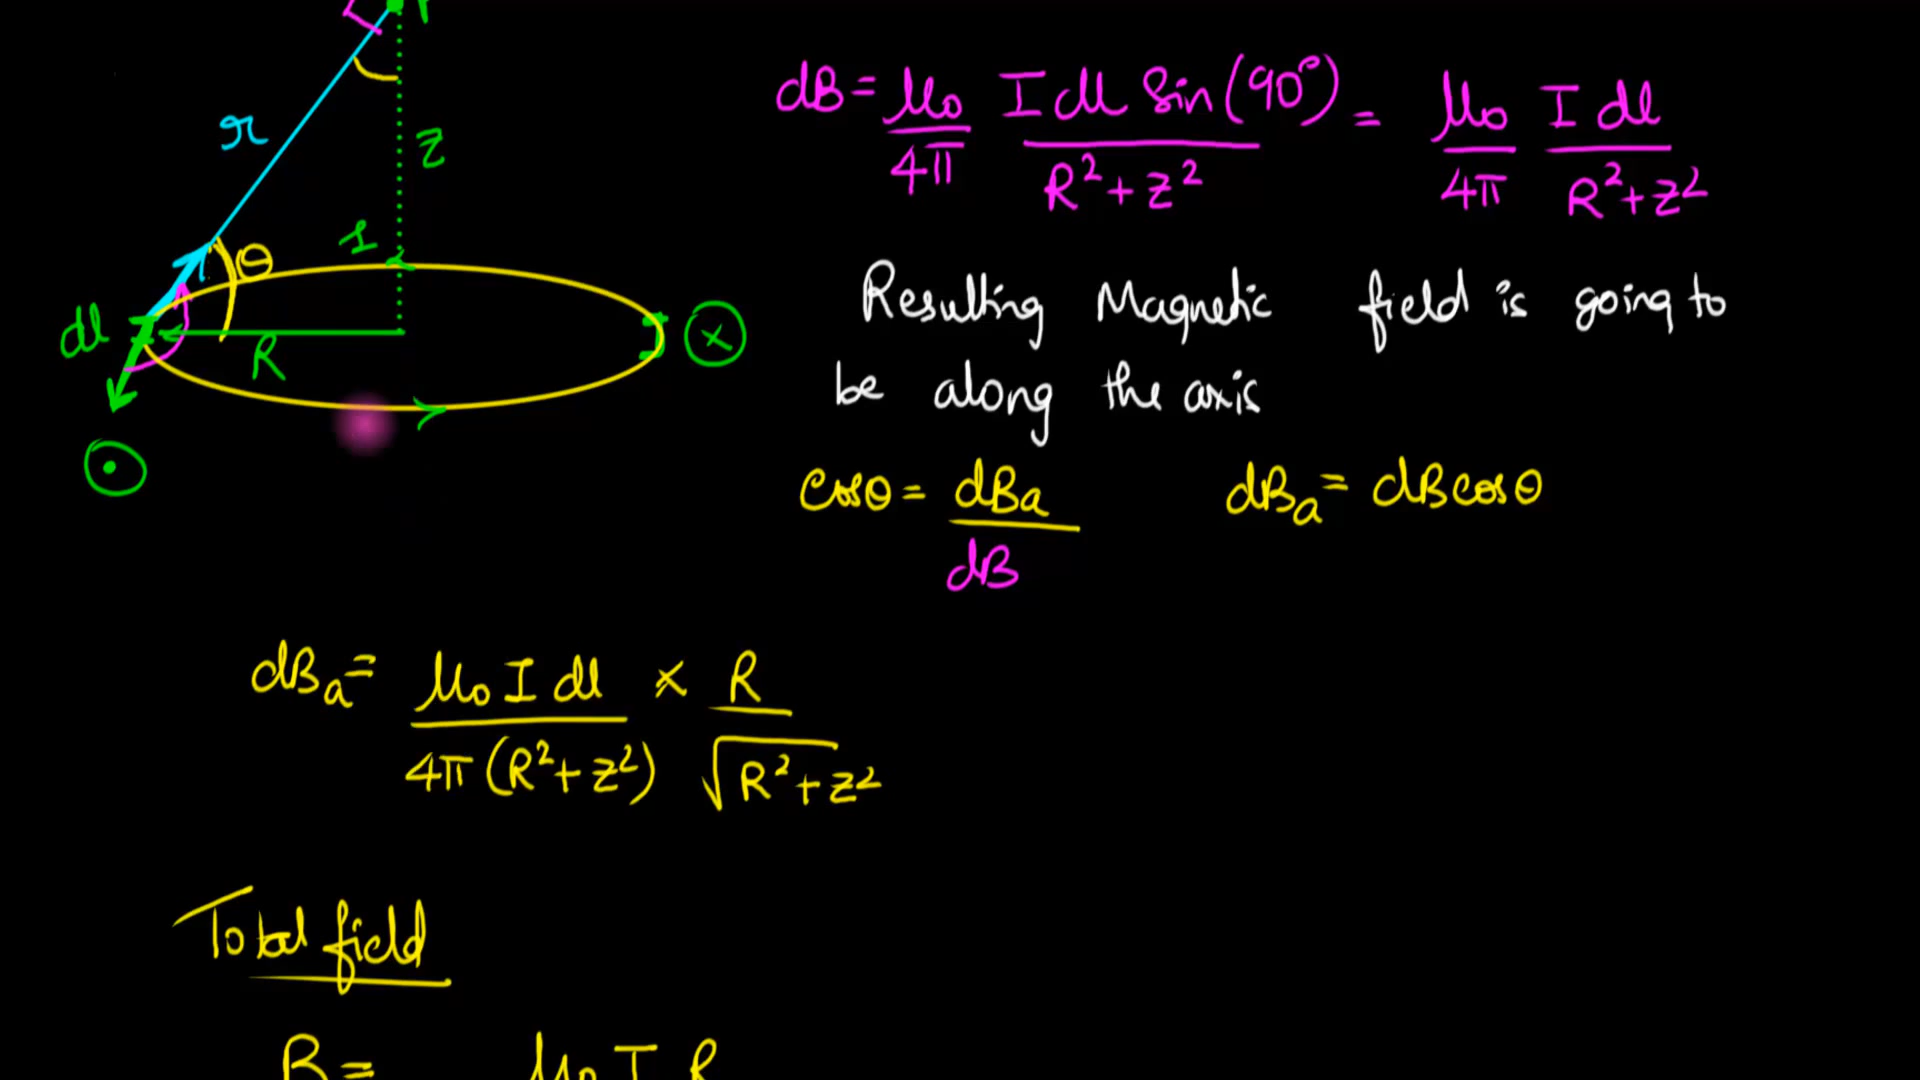 dB = μ₀/4π I dl Sin(90°)/R²+z² = μ₀/4π I dl/R²+z²
r
z
I
θ
dl
R
x
Resulting Magnetic field is going to
be along the axis
cosθ = dBa/dB
dBa = dBcosθ
dBa = μ₀ I dl/4π (R²+z²) × R/√R²+z²
Total field
B = μ₀ I R